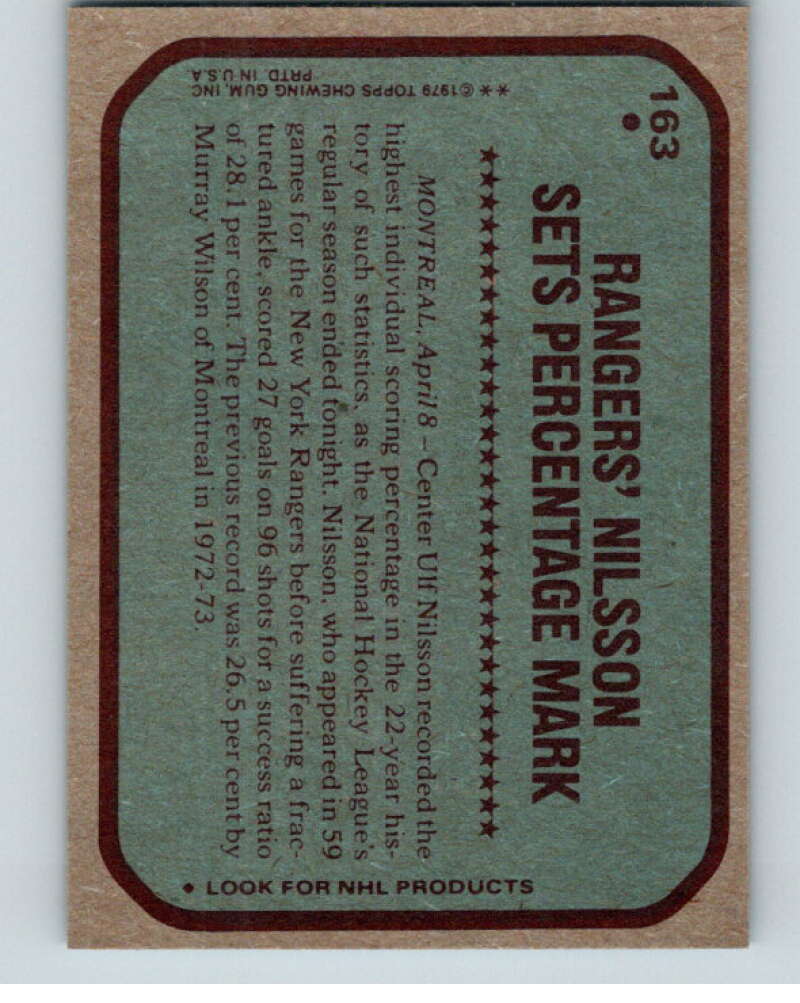 163 ●
RANGERS' NILSSON
SETS PERCENTAGE MARK
★★★★★★★★★★★★★★★★★★★★★★★★★★★★★★★★
MONTREAL, April 8 – Center Ulf Nilsson recorded the
highest individual scoring percentage in the 22-year his-
tory of such statistics, as the National Hockey League's
regular season ended tonight. Nilsson, who appeared in 59
games for the New York Rangers before suffering a frac-
tured ankle, scored 27 goals on 96 shots for a success ratio
of 28.1 per cent. The previous record was 26.5 per cent by
Murray Wilson of Montreal in 1972-73.
● LOOK FOR NHL PRODUCTS
**©1979 TOPPS CHEWING GUM, INC
PRTD. IN U.S.A